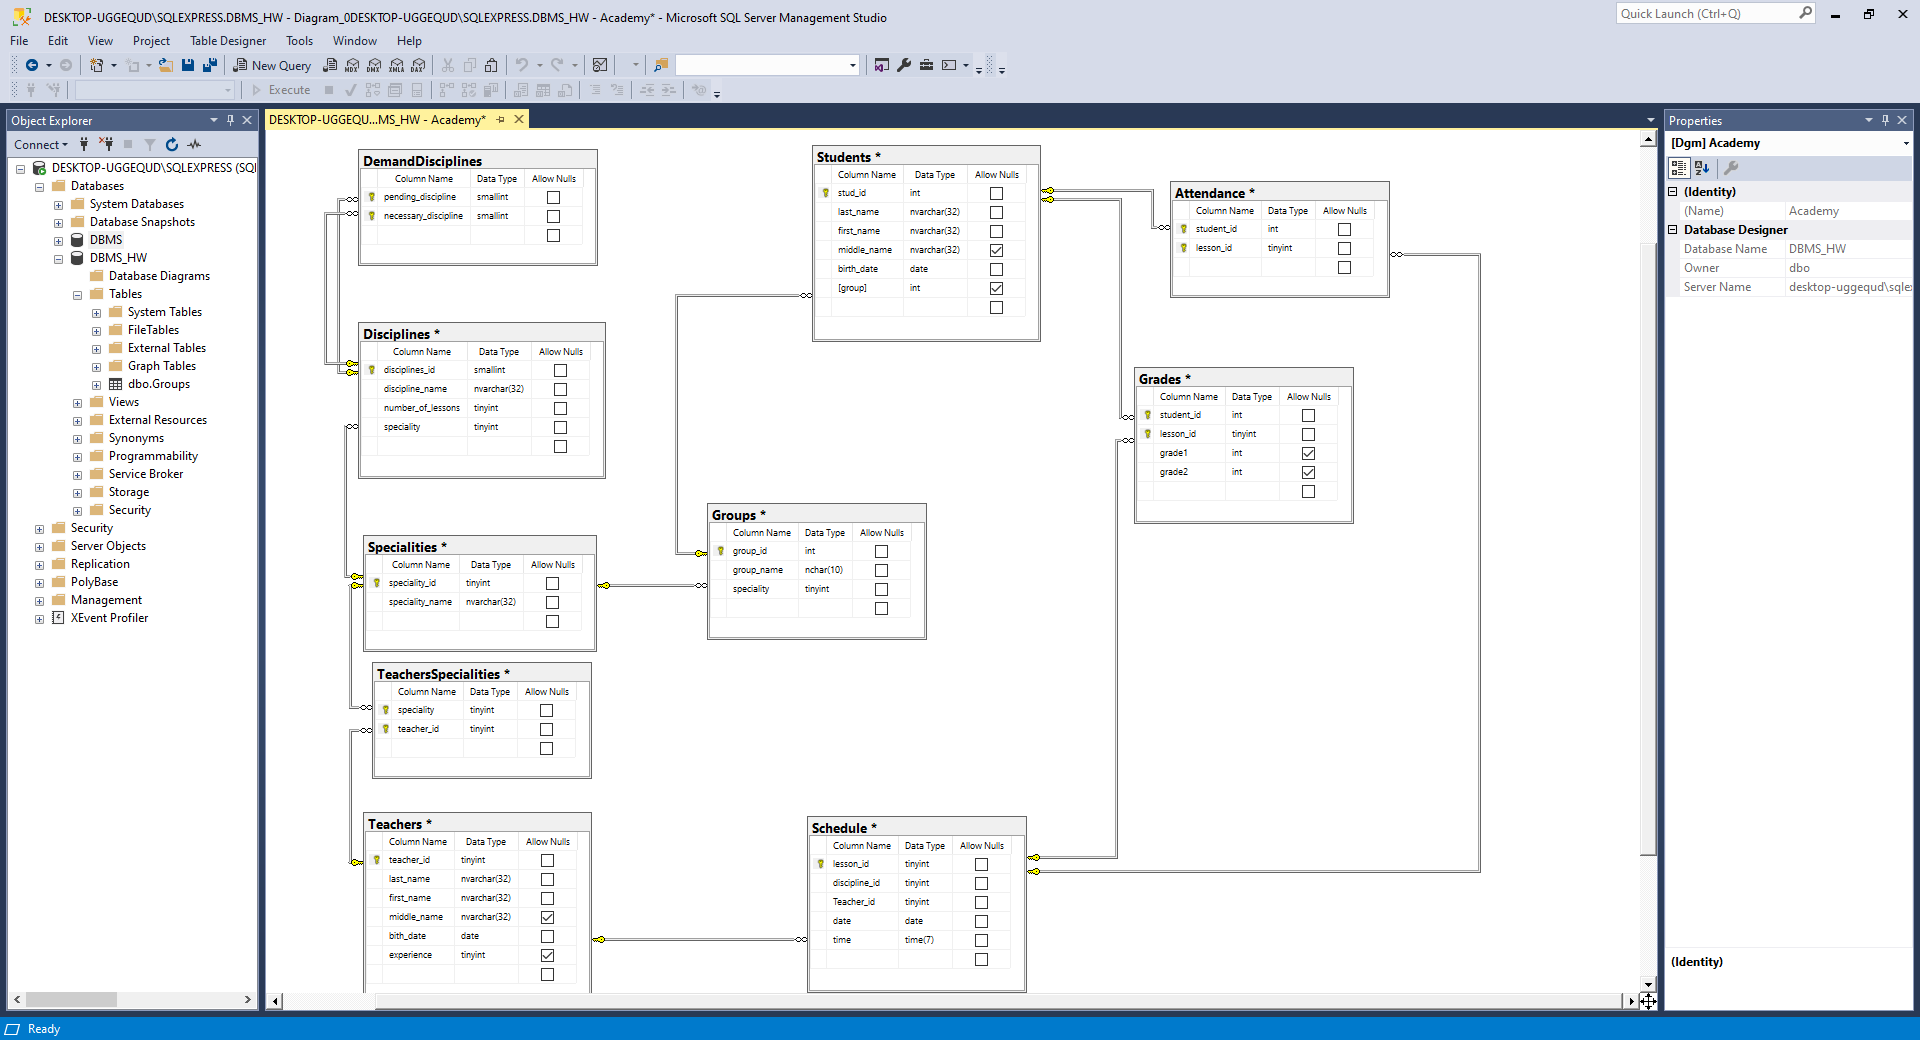 DESKTOP-UGGEQUD\SQLEXPRESS.DBMS_HW - Diagram_0DESKTOP-UGGEQUD\SQLEXPRESS.DBMS_HW - Academy* - Microsoft SQL Server Management Studio
Quick Launch (Ctrl+Q)
File Edit View Project Table Designer Tools Window Help
New Query MDX DMX XMLA DAX
Execute
Object Explorer
Connect
DESKTOP-UGGEQUD\SQLEXPRESS (SQl
Databases
System Databases
Database Snapshots
DBMS
DBMS_HW
Database Diagrams
Tables
System Tables
FileTables
External Tables
Graph Tables
dbo.Groups
Views
External Resources
Synonyms
Programmability
Service Broker
Storage
Security
Security
Server Objects
Replication
PolyBase
Management
XEvent Profiler
DESKTOP-UGGEQU...MS_HW - Academy*
DemandDisciplines
Column Name Data Type Allow Nulls
pending_discipline smallint
necessary_discipline smallint
Disciplines *
Column Name Data Type Allow Nulls
disciplines_id smallint
discipline_name nvarchar(32)
number_of_lessons tinyint
speciality tinyint
Specialities *
Column Name Data Type Allow Nulls
speciality_id tinyint
speciality_name nvarchar(32)
TeachersSpecialities *
Column Name Data Type Allow Nulls
speciality tinyint
teacher_id tinyint
Teachers *
Column Name Data Type Allow Nulls
teacher_id tinyint
last_name nvarchar(32)
first_name nvarchar(32)
middle_name nvarchar(32)
bith_date date
experience tinyint
Students *
Column Name Data Type Allow Nulls
stud_id int
last_name nvarchar(32)
first_name nvarchar(32)
middle_name nvarchar(32)
birth_date date
[group] int
Groups *
Column Name Data Type Allow Nulls
group_id int
group_name nchar(10)
speciality tinyint
Schedule *
Column Name Data Type Allow Nulls
lesson_id tinyint
discipline_id tinyint
Teacher_id tinyint
date date
time time(7)
Attendance *
Column Name Data Type Allow Nulls
student_id int
lesson_id tinyint
Grades *
Column Name Data Type Allow Nulls
student_id int
lesson_id tinyint
grade1 int
grade2 int
Properties
[Dgm] Academy
(Identity)
(Name) Academy
Database Designer
Database Name DBMS_HW
Owner dbo
Server Name desktop-uggequd\sqlex
(Identity)
Ready